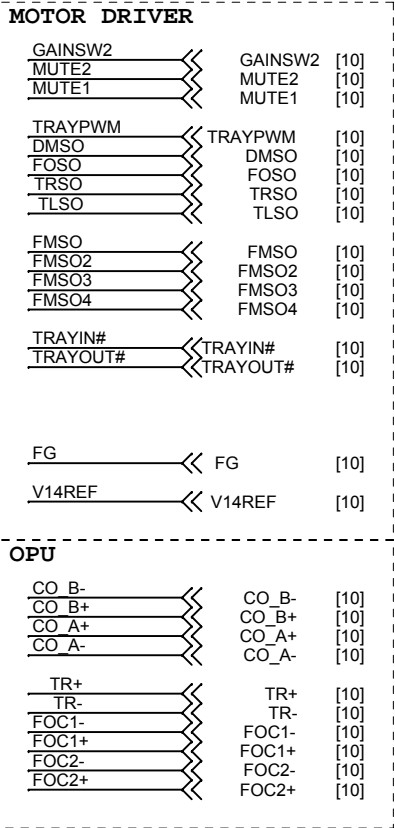 MOTOR DRIVER
GAINSW2 GAINSW2 [10]
MUTE2 MUTE2 [10]
MUTE1 MUTE1 [10]
TRAYPWM TRAYPWM [10]
DMSO DMSO [10]
FOSO FOSO [10]
TRSO TRSO [10]
TLSO TLSO [10]
FMSO FMSO [10]
FMSO2 FMSO2 [10]
FMSO3 FMSO3 [10]
FMSO4 FMSO4 [10]
TRAYIN# TRAYIN# [10]
TRAYOUT# TRAYOUT# [10]
FG FG [10]
V14REF V14REF [10]
OPU
CO_B- CO_B- [10]
CO_B+ CO_B+ [10]
CO_A+ CO_A+ [10]
CO_A- CO_A- [10]
TR+ TR+ [10]
TR- TR- [10]
FOC1- FOC1- [10]
FOC1+ FOC1+ [10]
FOC2- FOC2- [10]
FOC2+ FOC2+ [10]